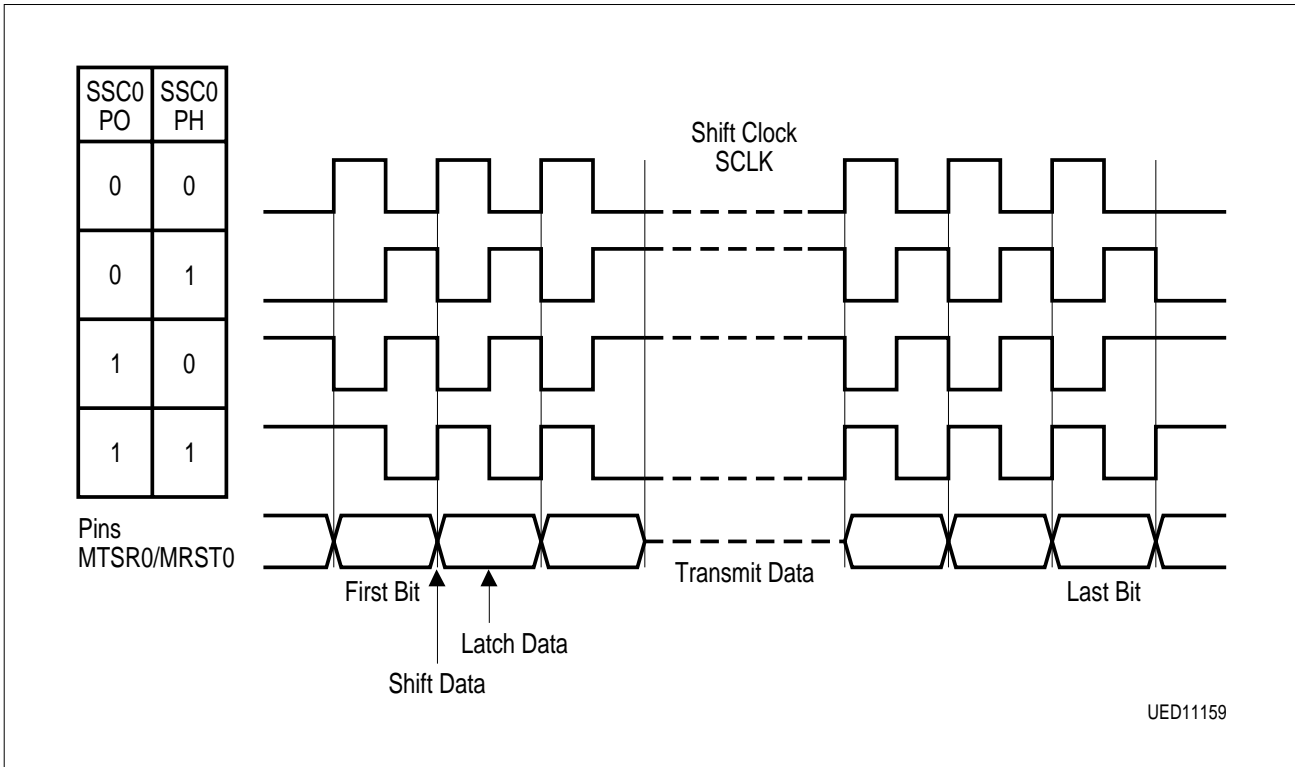 SSC0 SSC0
PO PH
0 0
0 1
1 0
1 1
Shift Clock
SCLK
Pins
MTSR0/MRST0
First Bit
Transmit Data
Last Bit
Latch Data
Shift Data
UED11159